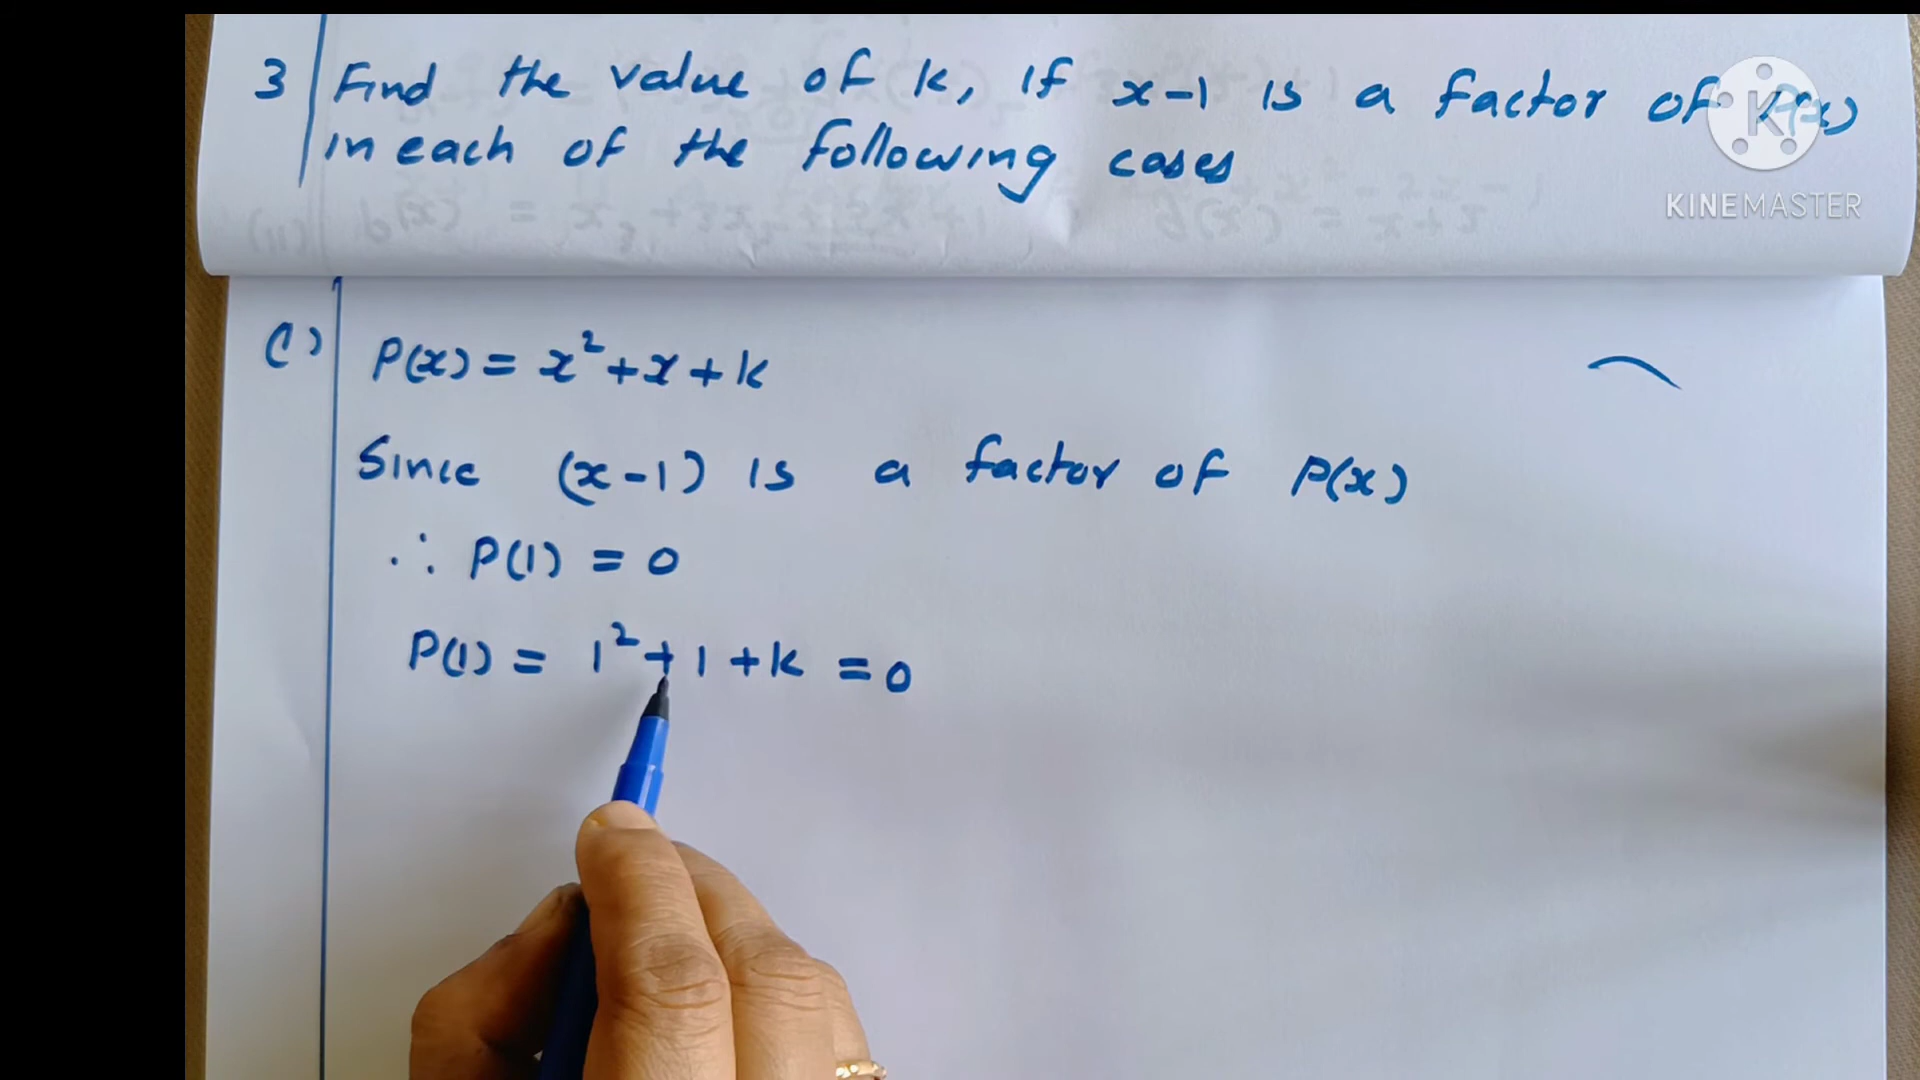 3 Find the value of k, if x-1 is a factor of P(x)
in each of the following cases
KINEMASTER
(i) P(x) = x² + x + k
Since (x-1) is a factor of P(x)
∴ P(1) = 0
P(1) = 1² + 1 + k = 0